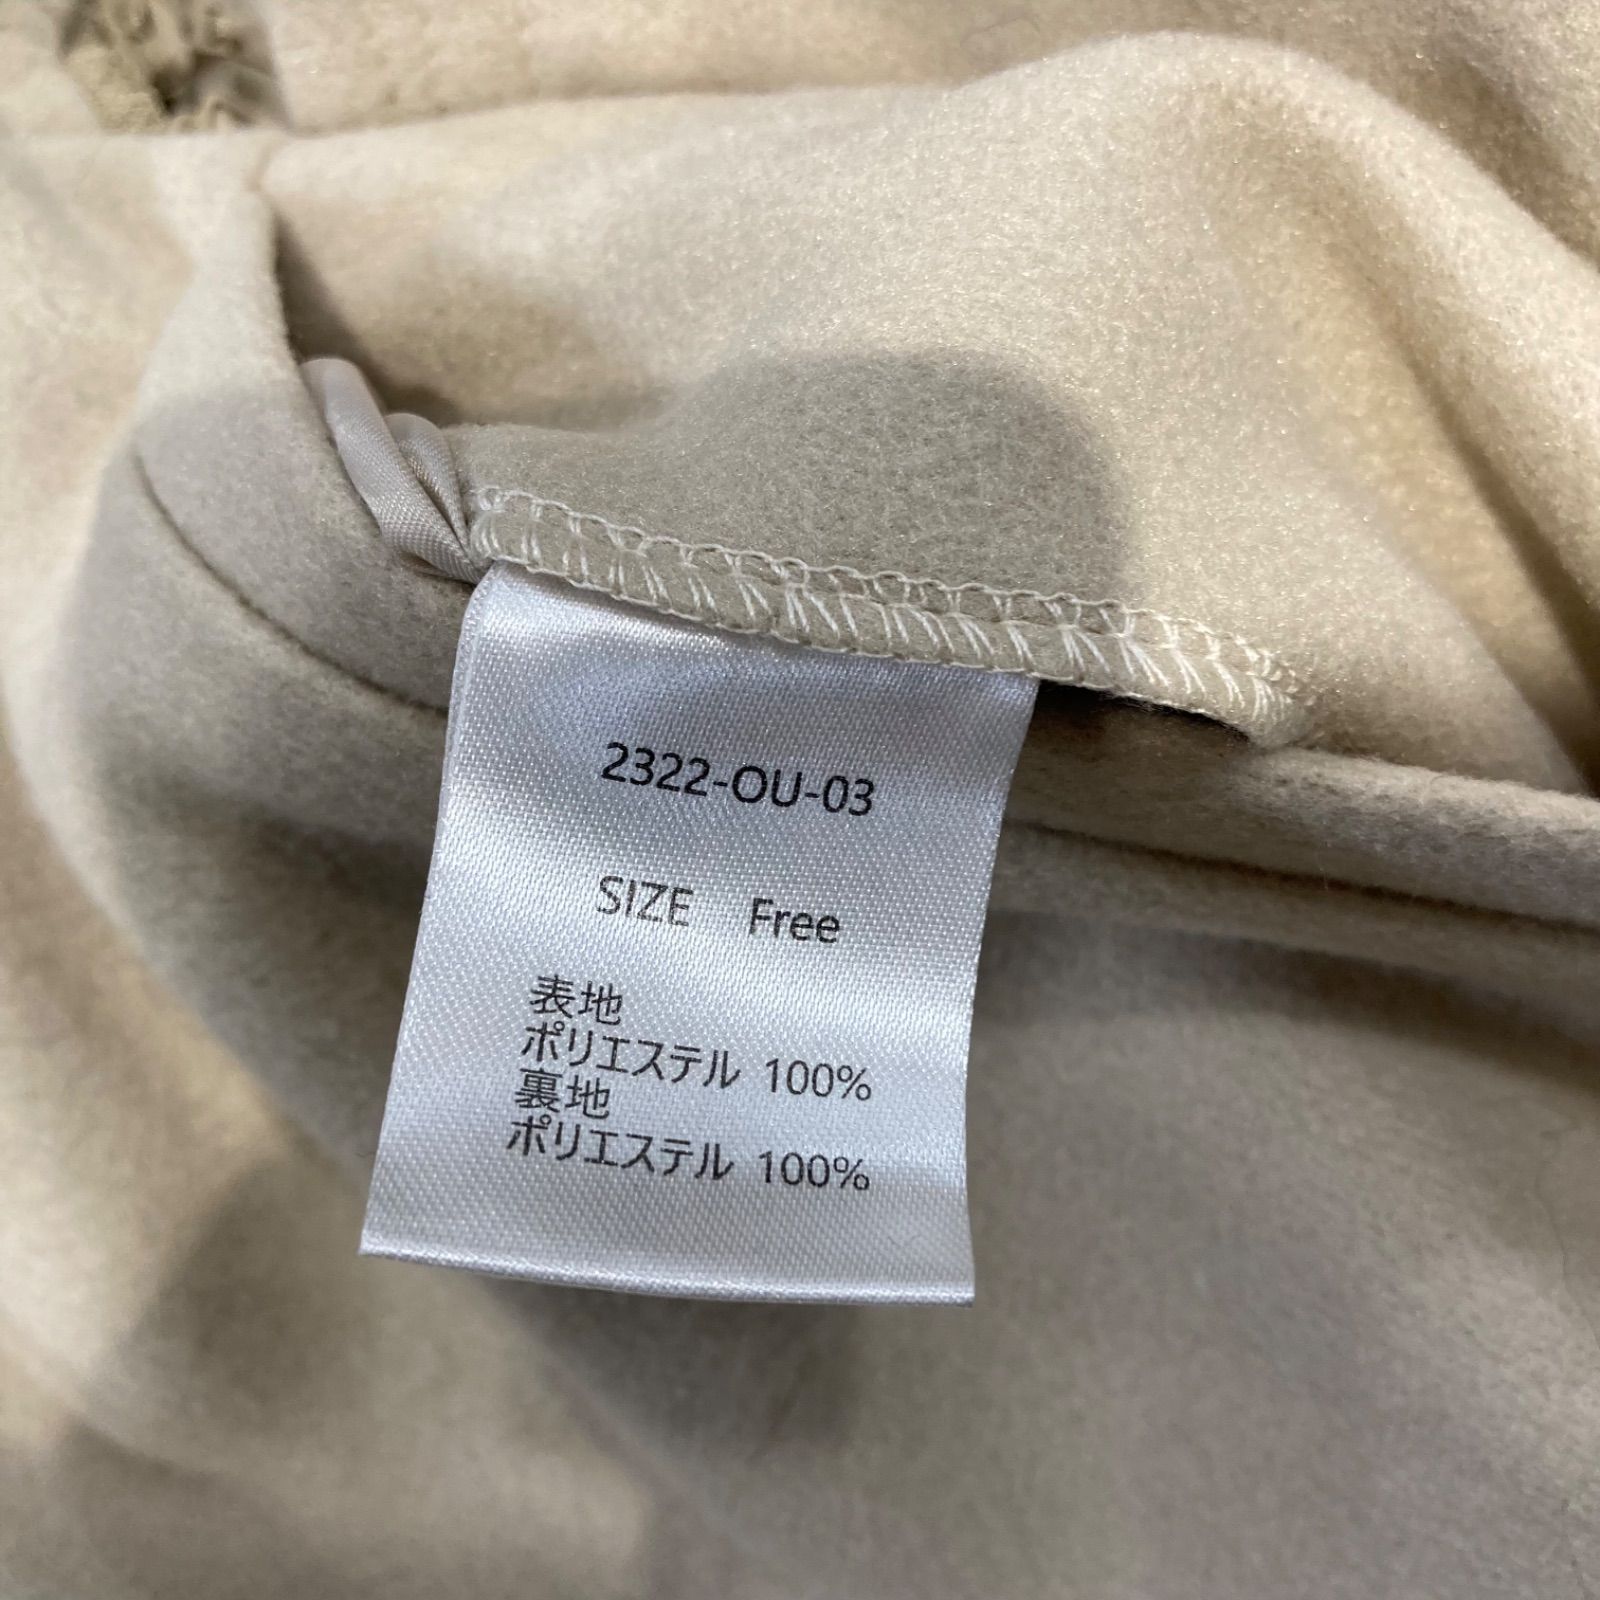 2322-OU-03
SIZE Free
表地
ポリエステル 100%
裏地
ポリエステル 100%